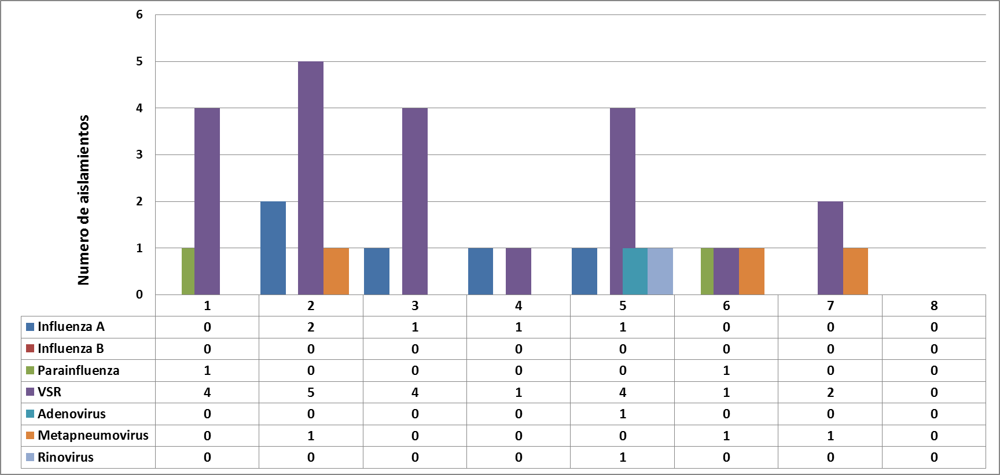 6
5
4
3
2
1
0
Numero de aislamientos
1 2 3 4 5 6 7 8
Influenza A 0 2 1 1 1 0 0 0
Influenza B 0 0 0 0 0 0 0 0
Parainfluenza 1 0 0 0 0 1 0 0
VSR 4 5 4 1 4 1 2 0
Adenovirus 0 0 0 0 1 0 0 0
Metapneumovirus 0 1 0 0 0 1 1 0
Rinovirus 0 0 0 0 1 0 0 0